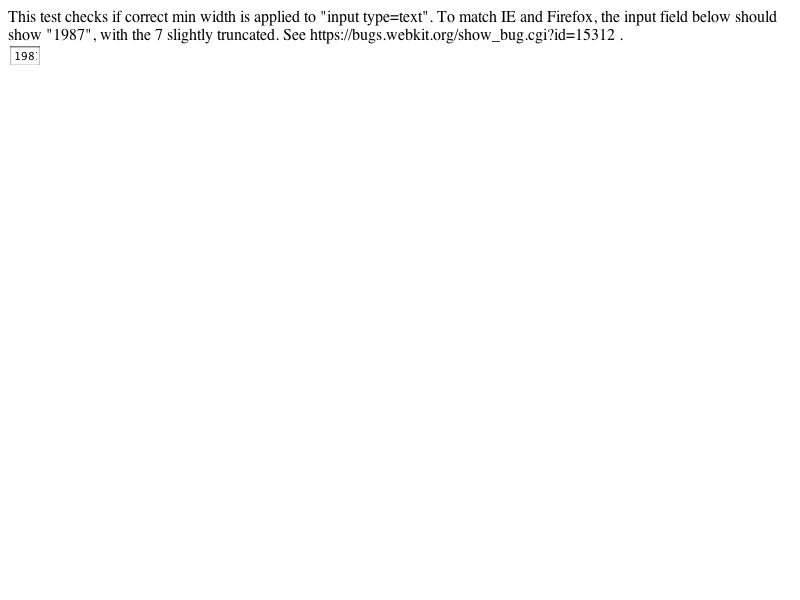 This test checks if correct min width is applied to "input type=text". To match IE and Firefox, the input field below should
show "1987", with the 7 slightly truncated. See https://bugs.webkit.org/show_bug.cgi?id=15312 .
198